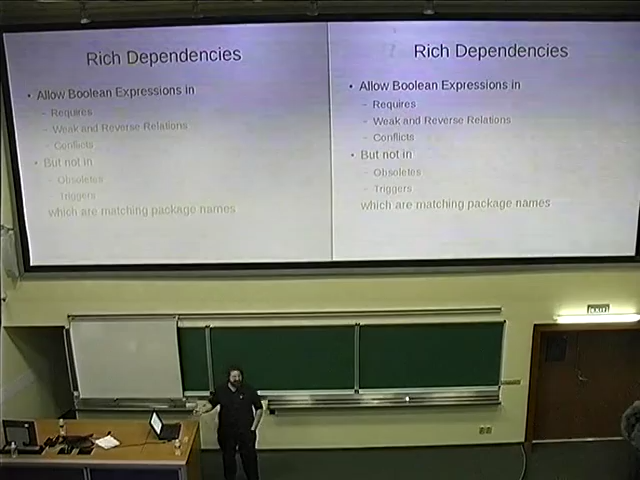 Rich Dependencies
• Allow Boolean Expressions in
– Requires
– Weak and Reverse Relations
– Conflicts
• But not in
– Obsoletes
– Triggers
which are matching package names
Rich Dependencies
• Allow Boolean Expressions in
– Requires
– Weak and Reverse Relations
– Conflicts
• But not in
– Obsoletes
– Triggers
which are matching package names
EXIT